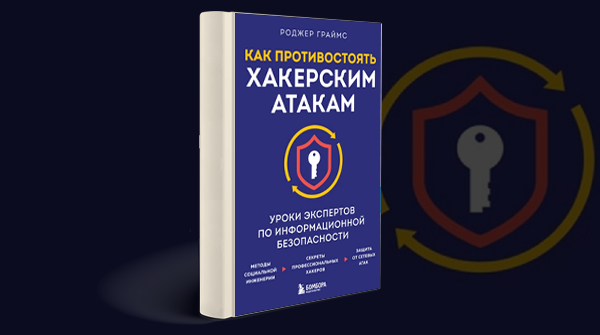 РОДЖЕР ГРАЙМС
КАК ПРОТИВОСТОЯТЬ
ХАКЕРСКИМ
АТАКАМ
УРОКИ ЭКСПЕРТОВ
ПО ИНФОРМАЦИОННОЙ
БЕЗОПАСНОСТИ
МЕТОДЫ
СОЦИАЛЬНОЙ
ИНЖЕНЕРИИ
СЕКРЕТЫ
ПРОФЕССИОНАЛЬНЫХ
ХАКЕРОВ
ЗАЩИТА
ОТ СЕТЕВЫХ
АТАК
БОМБОРА